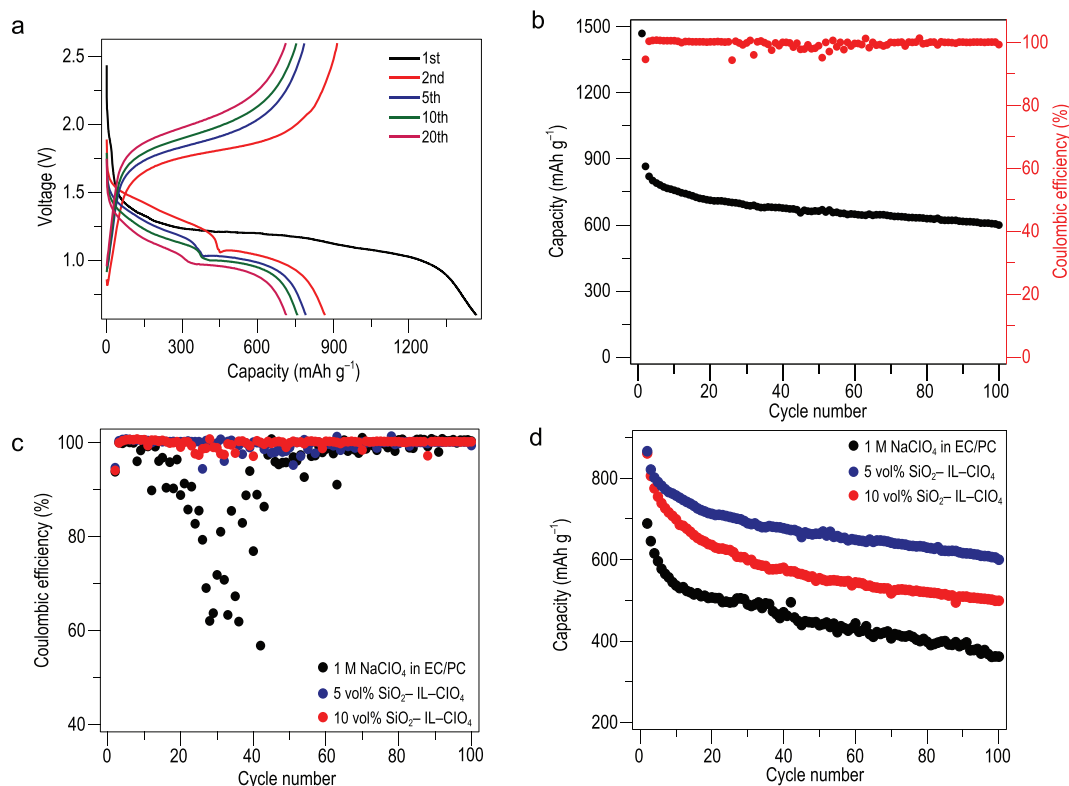 a
2.5
2.0
1.5
1.0
Voltage (V)
0
300
600
900
1200
Capacity (mAh g⁻¹)
1st
2nd
5th
10th
20th
b
1500
1200
900
600
300
0
Capacity (mAh g⁻¹)
100
80
60
40
20
0
Coulombic efficiency (%)
0
20
40
60
80
100
Cycle number
c
100
80
60
40
Coulombic efficiency (%)
1 M NaClO₄ in EC/PC
5 vol% SiO₂– IL–ClO₄
10 vol% SiO₂– IL–ClO₄
0
20
40
60
80
100
Cycle number
d
800
600
400
200
Capacity (mAh g⁻¹)
1 M NaClO₄ in EC/PC
5 vol% SiO₂– IL–ClO₄
10 vol% SiO₂– IL–ClO₄
0
20
40
60
80
100
Cycle number